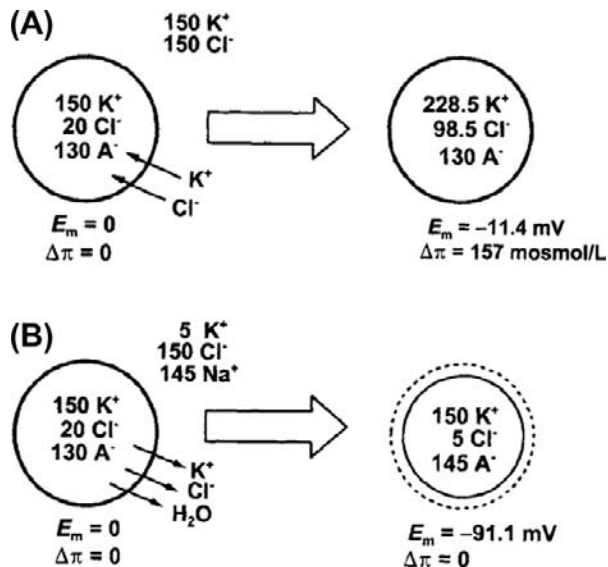 (A)
150 K⁺
150 Cl⁻
150 K⁺
20 Cl⁻
130 A⁻
K⁺
Cl⁻
Eₘ = 0
Δπ = 0
228.5 K⁺
98.5 Cl⁻
130 A⁻
Eₘ = −11.4 mV
Δπ = 157 mosmol/L
(B)
5 K⁺
150 Cl⁻
145 Na⁺
150 K⁺
20 Cl⁻
130 A⁻
K⁺
Cl⁻
H₂O
Eₘ = 0
Δπ = 0
150 K⁺
5 Cl⁻
145 A⁻
Eₘ = −91.1 mV
Δπ = 0